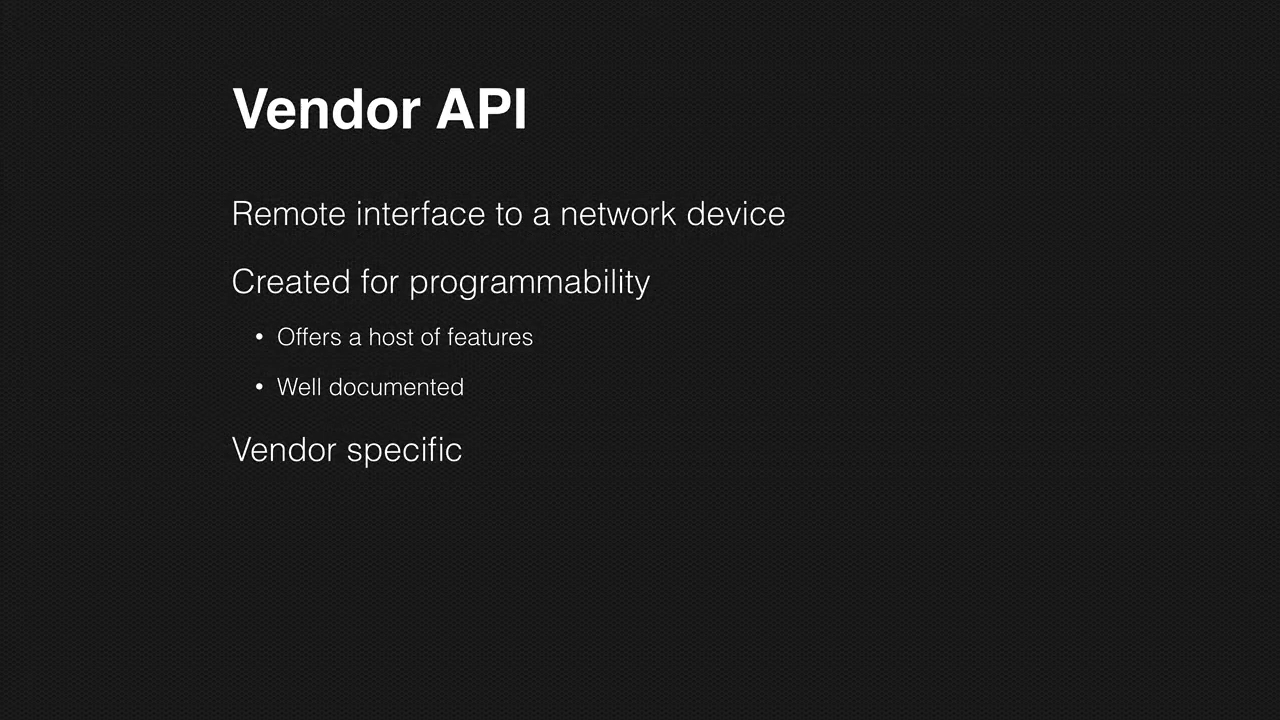 Vendor API
Remote interface to a network device
Created for programmability
• Offers a host of features
• Well documented
Vendor specific